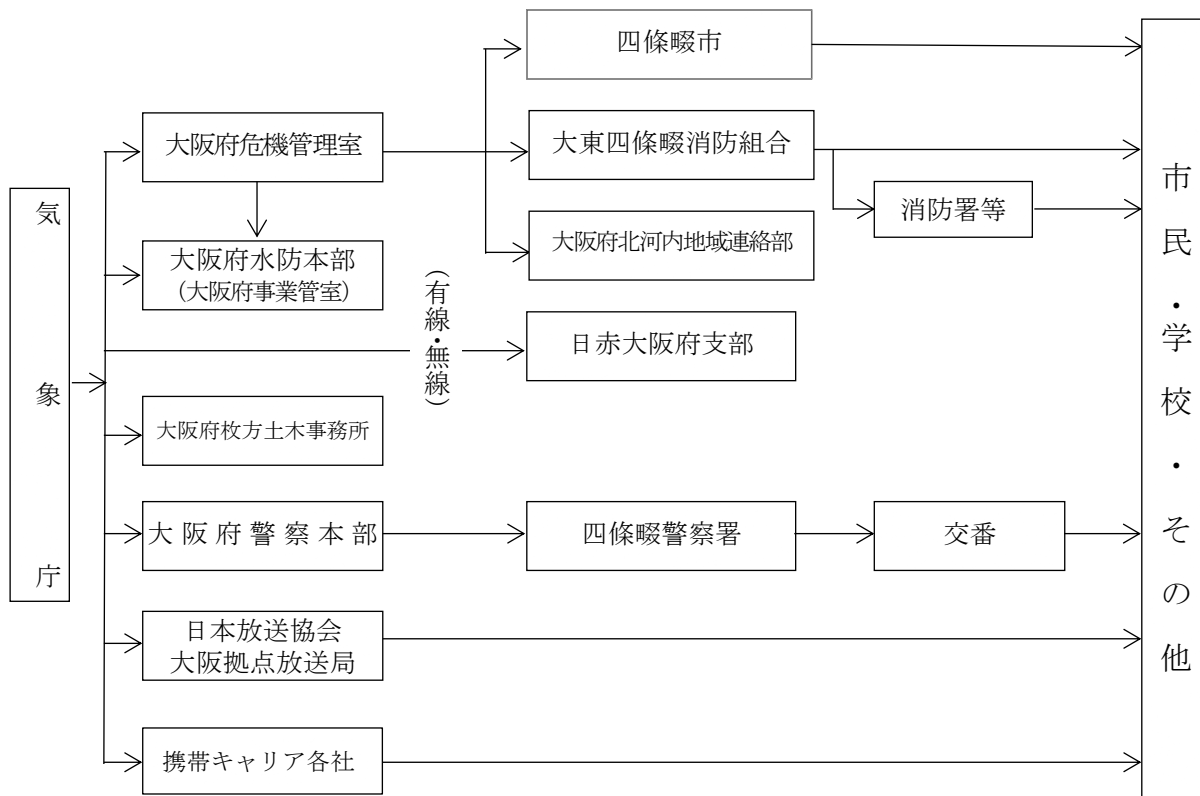 気象庁
大阪府危機管理室
大阪府水防本部
(大阪府事業管室)
大阪府枚方土木事務所
大阪府警察本部
日本放送協会
大阪拠点放送局
携帯キャリア各社
(有線・無線)
四條畷市
大東四條畷消防組合
大阪府北河内地域連絡部
日赤大阪府支部
四條畷警察署
消防署等
交番
市民・学校・その他